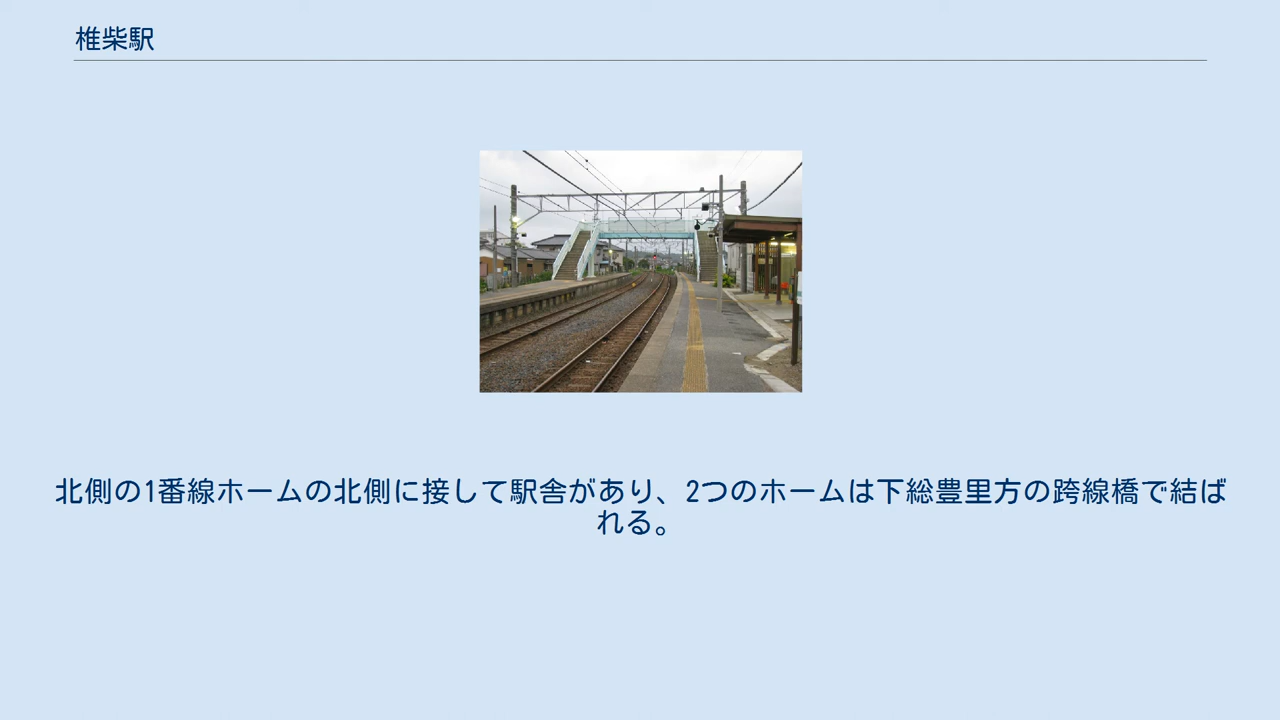 椎柴駅
北側の1番線ホームの北側に接して駅舎があり、2つのホームは下総豊里方の跨線橋で結ば
れる。